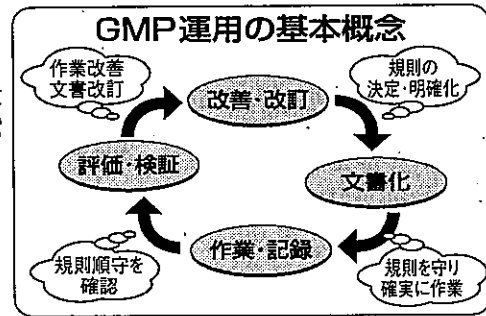 GMP運用の基本概念
作業改善
文書改訂
規則の
決定・明確化
改善・改訂
評価・検証
文書化
作業・記録
規則順守を
確認
規則を守り
確実に作業